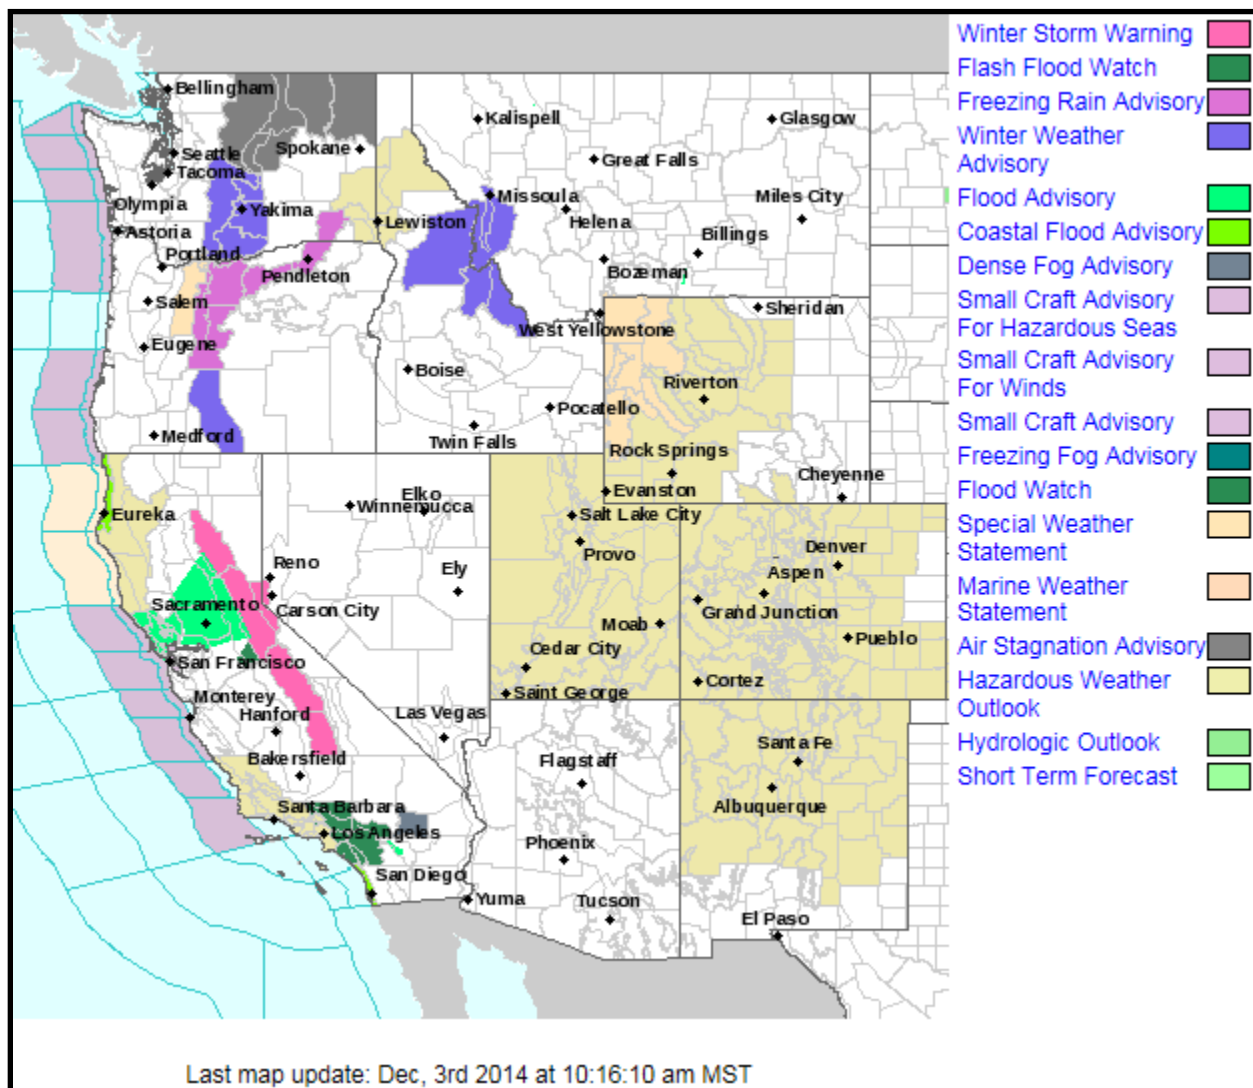 Winter Storm Warning
Flash Flood Watch
Freezing Rain Advisory
Winter Weather
Advisory
Flood Advisory
Coastal Flood Advisory
Dense Fog Advisory
Small Craft Advisory
For Hazardous Seas
Small Craft Advisory
For Winds
Small Craft Advisory
Freezing Fog Advisory
Flood Watch
Special Weather
Statement
Marine Weather
Statement
Air Stagnation Advisory
Hazardous Weather
Outlook
Hydrologic Outlook
Short Term Forecast
Bellingham
Kalispell
Glasgow
Seattle
Spokane
Great Falls
Tacoma
Olympia
Yakima
Lewiston
Missoula
Helena
Miles City
Astoria
Portland
Pendleton
Billings
Bozeman
Salem
West Yellowstone
Sheridan
Eugene
Boise
Riverton
Pocatello
Medford
Twin Falls
Rock Springs
Cheyenne
Evanston
Eureka
Winnemucca
Elko
Salt Lake City
Provo
Denver
Reno
Ely
Aspen
Sacramento
Carson City
Grand Junction
Moab
Pueblo
San Francisco
Cedar City
Cortez
Monterey
Saint George
Hanford
Las Vegas
Bakersfield
Flagstaff
Santa Fe
Albuquerque
Santa Barbara
Los Angeles
Phoenix
San Diego
Yuma
Tucson
El Paso
Last map update: Dec, 3rd 2014 at 10:16:10 am MST